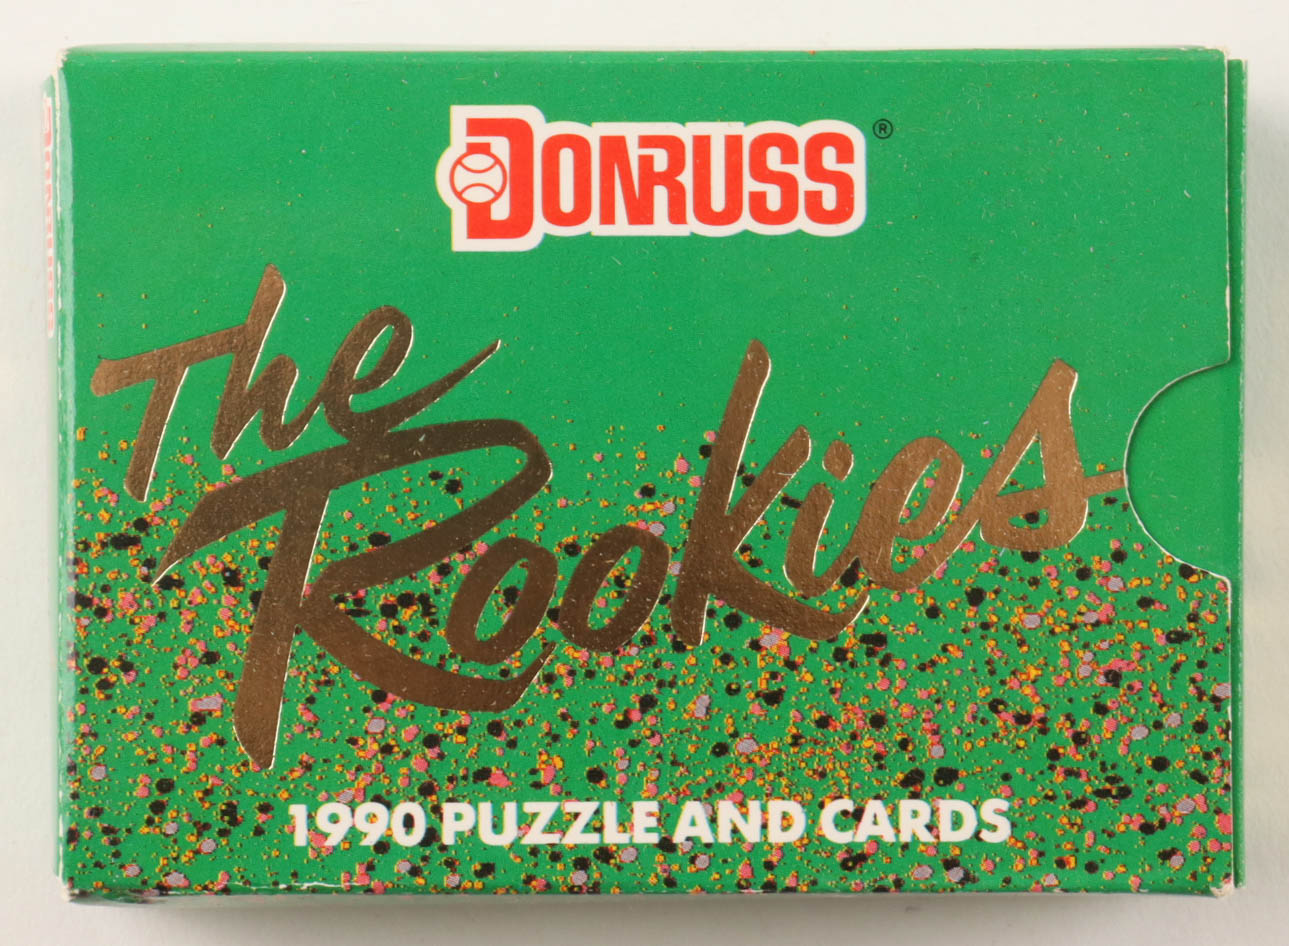 DONRUSS®
The
Rookies
1990 PUZZLE AND CARDS